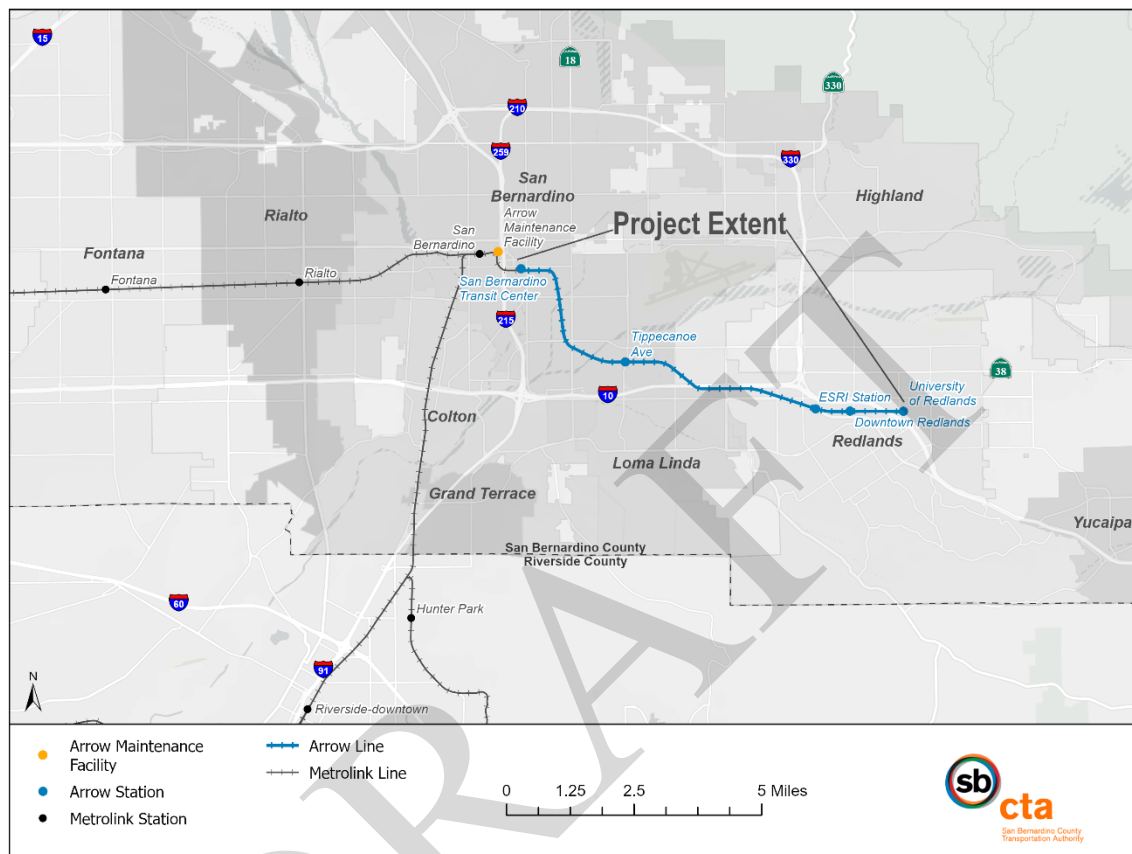 15
18
330
210
259
330
San
Bernardino
Highland
Rialto
Arrow
Maintenance
Facility
Project Extent
San
Bernardino
Fontana
Fontana
Rialto
San Bernardino
Transit Center
215
Tippecanoe
Ave
38
10
ESRI Station
University
of Redlands
Downtown Redlands
Colton
Redlands
Loma Linda
Grand Terrace
Yucaipa
San Bernardino County
Riverside County
60
Hunter Park
91
Riverside-downtown
N
DRAFT
Arrow Maintenance
Facility
Arrow Station
Metrolink Station
Arrow Line
Metrolink Line
0 1.25 2.5 5 Miles
sb
cta
San Bernardino County
Transportation Authority